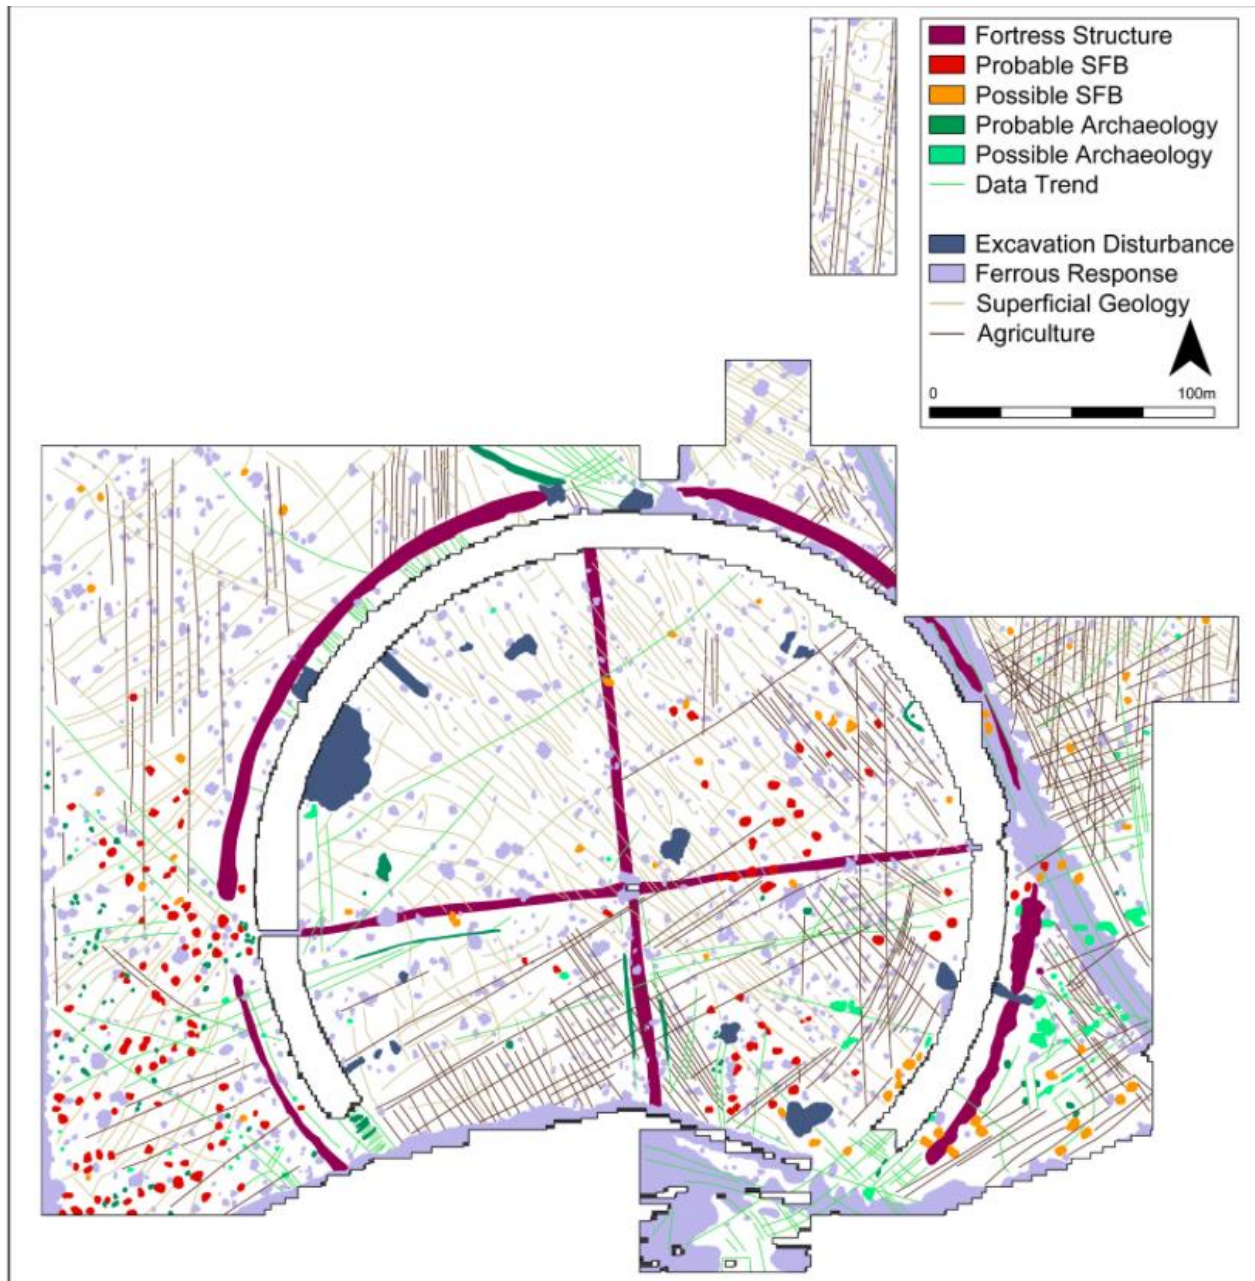 Fortress Structure
Probable SFB
Possible SFB
Probable Archaeology
Possible Archaeology
Data Trend
Excavation Disturbance
Ferrous Response
Superficial Geology
Agriculture
0 100m